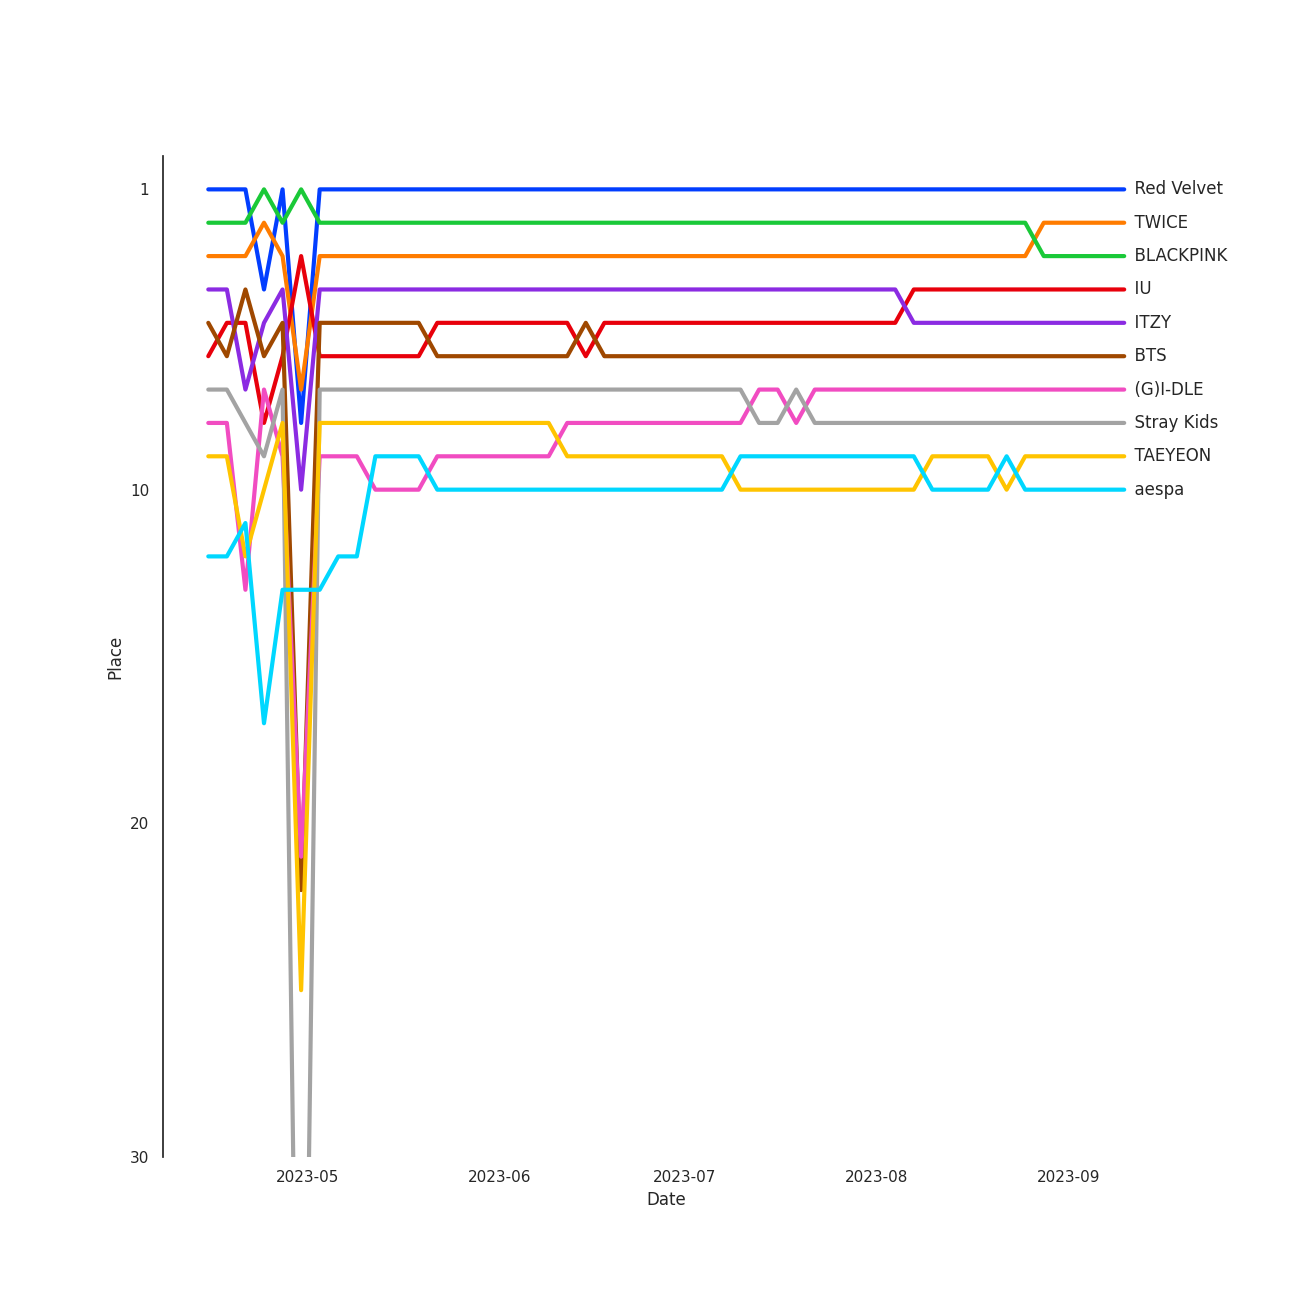 1
10
20
30
Place
2023-05
2023-06
2023-07
2023-08
2023-09
Date
Red Velvet
TWICE
BLACKPINK
IU
ITZY
BTS
(G)I-DLE
Stray Kids
TAEYEON
aespa